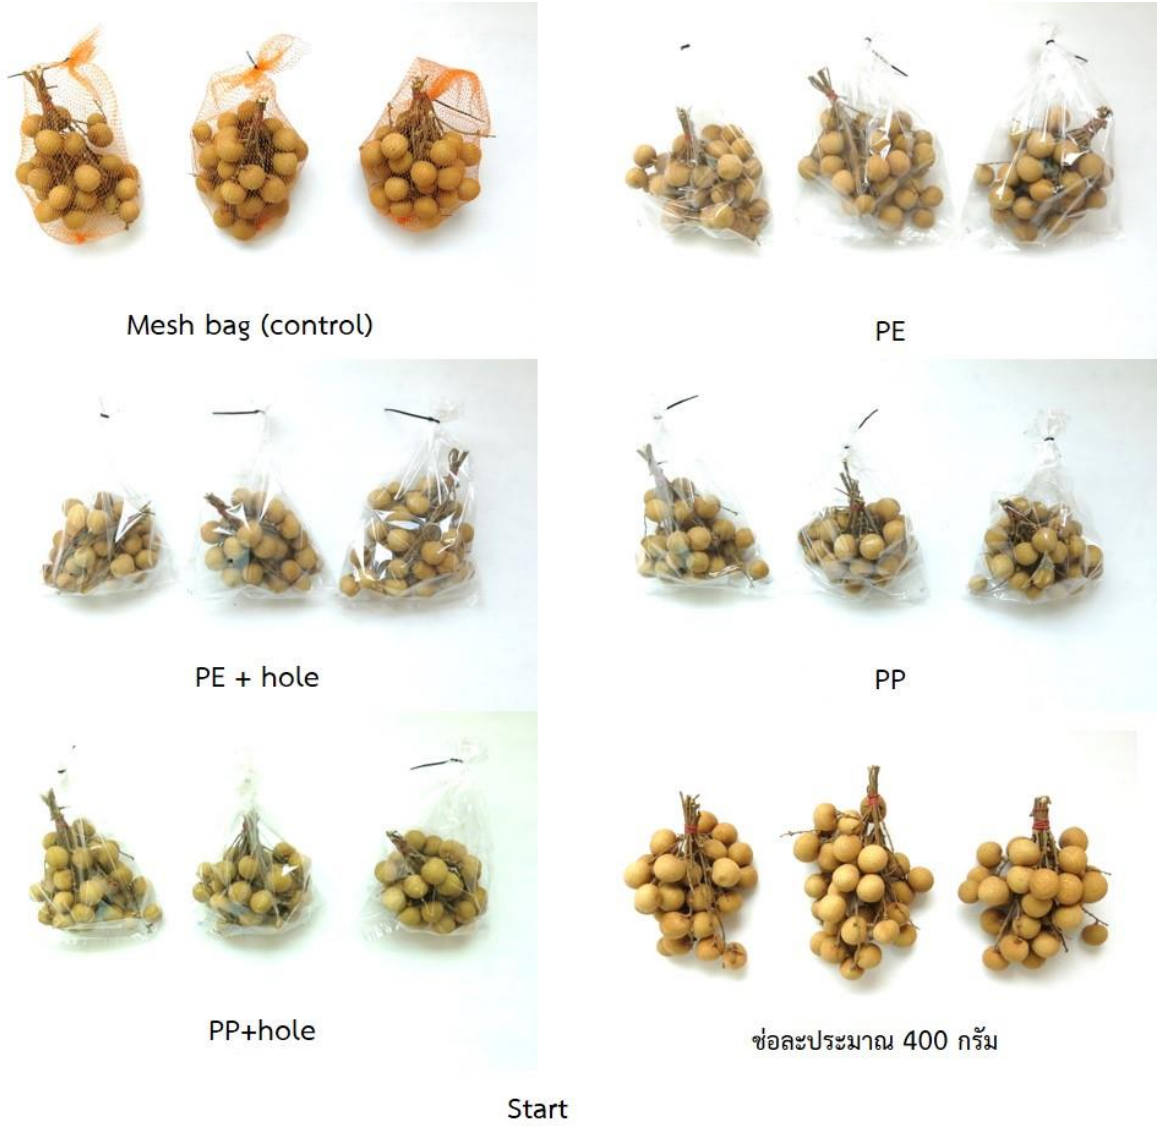 Mesh bag (control)
PE
PE + hole
PP
PP+hole
ช่อละประมาณ 400 กรัม
Start